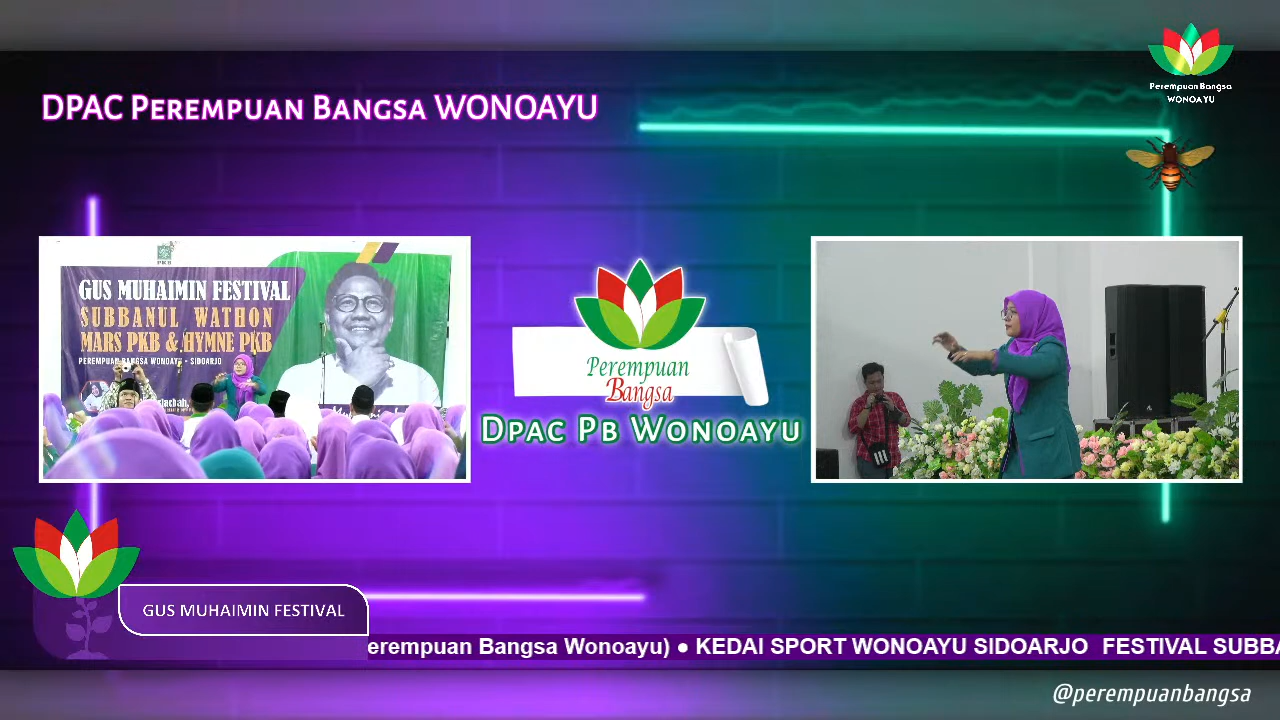 DPAC PEREMPUAN BANGSA WONOAYU
Perempuan Bangsa
WONOAYU
PKB
GUS MUHAIMIN FESTIVAL
SUBBANUL WATHON
MARS PKB & HYMNE PKB
PEREMPUAN BANGSA WONOAYU - SIDOARJO
Perempuan
Bangsa
DPAC PB WONOAYU
GUS MUHAIMIN FESTIVAL
erempuan Bangsa Wonoayu) ● KEDAI SPORT WONOAYU SIDOARJO FESTIVAL SUBBA
@perempuanbangsa